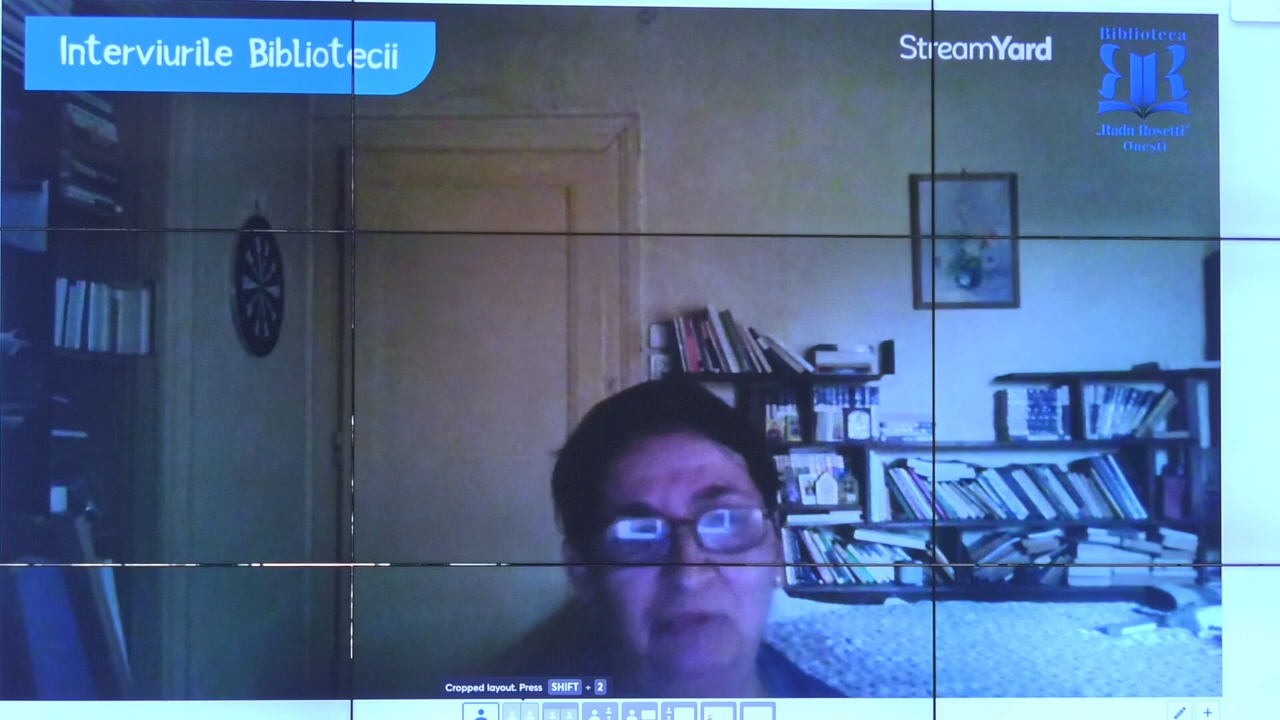 Interviurile Bibliotecii
StreamYard
Biblioteca
„Radu Rosetti”
Onești
Cropped layout. Press SHIFT + 2